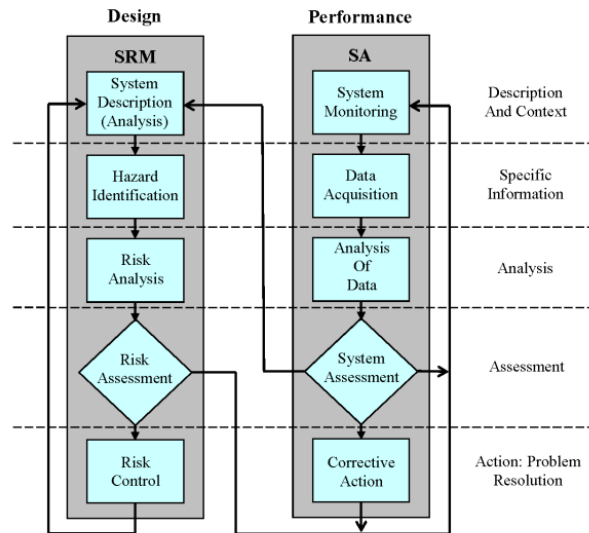 Design
Performance
SRM
SA
System
Description
(Analysis)
System
Monitoring
Description
And Context
Hazard
Identification
Data
Acquisition
Specific
Information
Risk
Analysis
Analysis
Of
Data
Analysis
Risk
Assessment
System
Assessment
Assessment
Risk
Control
Corrective
Action
Action: Problem
Resolution